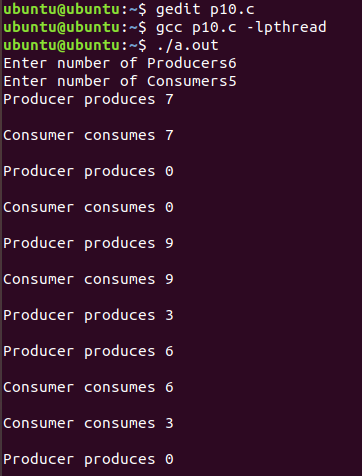 ubuntu@ubuntu:~$ gedit p10.c
ubuntu@ubuntu:~$ gcc p10.c -lpthread
ubuntu@ubuntu:~$ ./a.out
Enter number of Producers6
Enter number of Consumers5
Producer produces 7
Consumer consumes 7
Producer produces 0
Consumer consumes 0
Producer produces 9
Consumer consumes 9
Producer produces 3
Producer produces 6
Consumer consumes 6
Consumer consumes 3
Producer produces 0